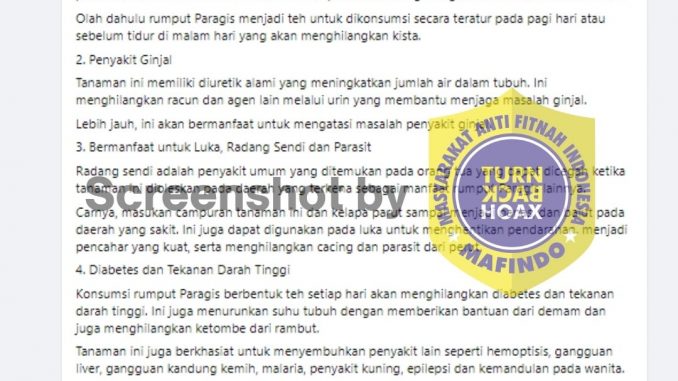 Olah dahulu rumput Paragis menjadi teh untuk dikonsumsi secara teratur pada pagi hari atau
sebelum tidur di malam hari yang akan menghilangkan kista.
2. Penyakit Ginjal
Tanaman ini memiliki diuretik alami yang meningkatkan jumlah air dalam tubuh. Ini
menghilangkan racun dan agen lain melalui urin yang membantu menjaga masalah ginjal.
Lebih jauh, ini akan bermanfaat untuk mengatasi masalah penyakit ginjal.
3. Bermanfaat untuk Luka, Radang Sendi dan Parasit
Radang sendi adalah penyakit umum yang ditemukan pada orang tua yang dapat dicegah ketika
tanaman ini dioleskan pada daerah yang terkena sebagai manfaat rumput Paragis lainnya.
Carnya, masukan campuran tanaman ini dan kelapa parut sampai menjadi dan pada
daerah yang sakit. Ini juga dapat digunakan pada luka untuk menghentikan pendarahan, menjadi
pencahar yang kuat, serta menghilangkan cacing dan parasit dari perut.
4. Diabetes dan Tekanan Darah Tinggi
Konsumsi rumput Paragis berbentuk teh setiap hari akan menghilangkan diabetes dan tekanan
darah tinggi. Ini juga menurunkan suhu tubuh dengan memberikan bantuan dari demam dan
juga menghilangkan ketombe dari rambut.
Tanaman ini juga berkhasiat untuk menyembuhkan penyakit lain seperti hemoptisis, gangguan
liver, gangguan kandung kemih, malaria, penyakit kuning, epilepsi dan kemandulan pada wanita.
Screenshot by
MASYARAKAT ANTI FITNAH INDONESIA
TURN
BACK
HOAX
MAFINDO